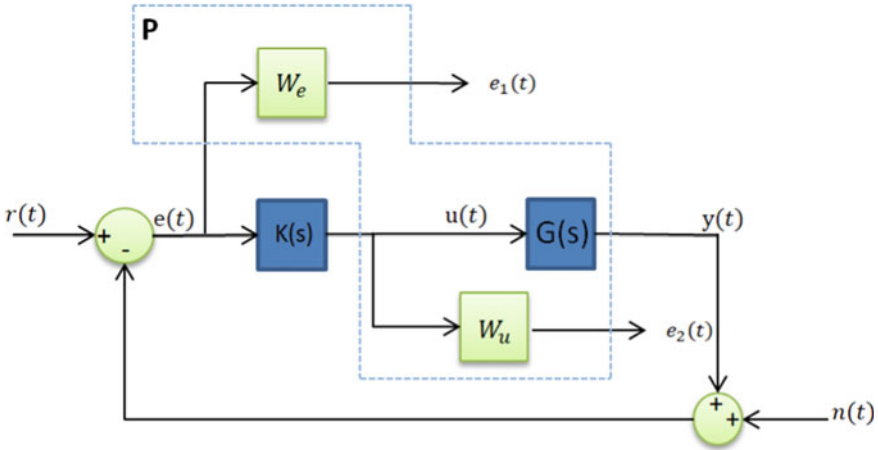 P
W_e
e_1(t)
r(t)
e(t)
K(s)
u(t)
G(s)
y(t)
+
-
W_u
e_2(t)
+
+
n(t)